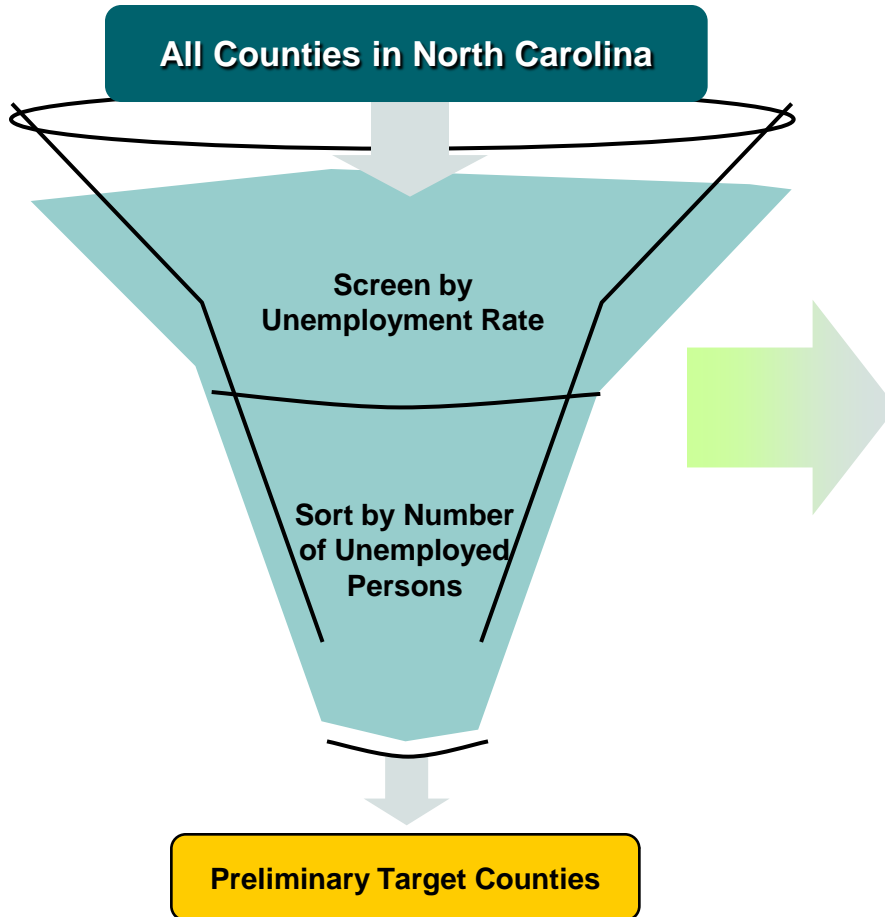 All Counties in North Carolina
Screen by
Unemployment Rate
Sort by Number
of Unemployed
Persons
Preliminary Target Counties